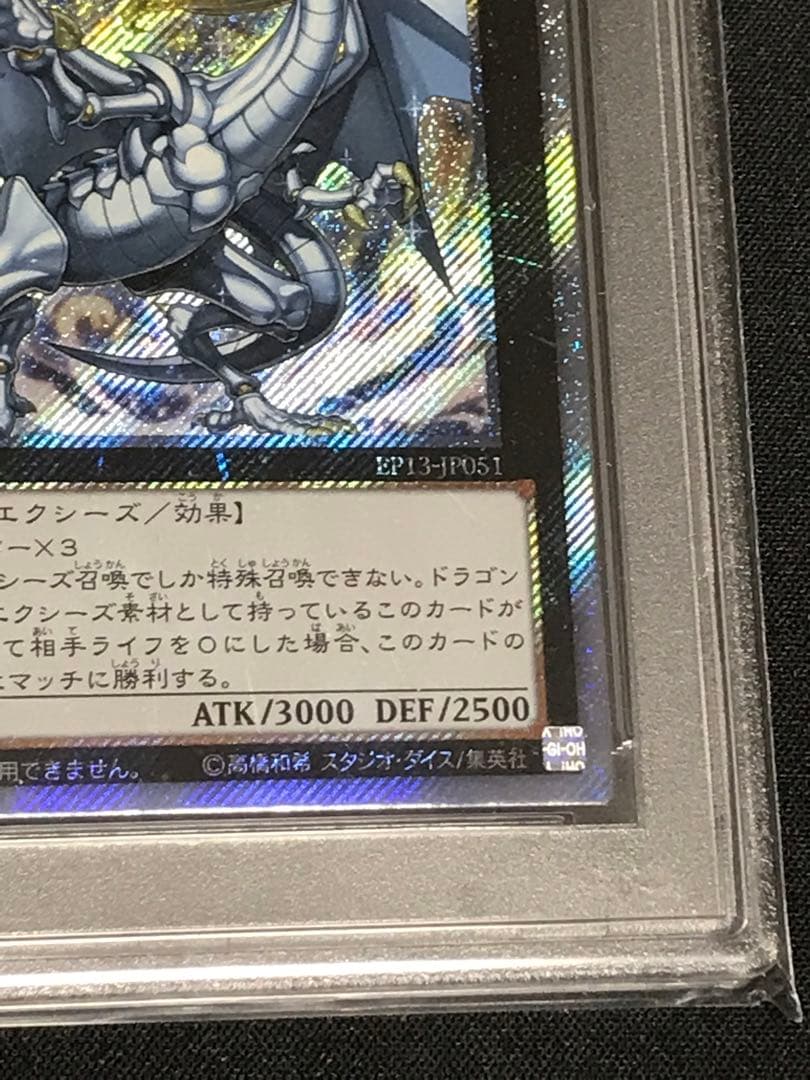 EP13-JP051
エクシーズ/効果】
ー×3
シーズ召喚でしか特殊召喚できない。ドラゴン
エクシーズ素材として持っているこのカードが
て相手ライフを0にした場合、このカードの
マッチに勝利する。
ATK/3000 DEF/2500
用できません。 ©高橋和希 スタジオ・ダイス/集英社